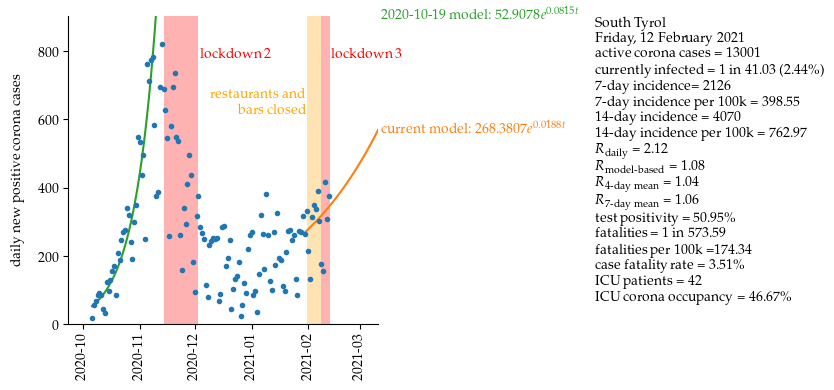 2020-10-19 model: 52.9078e^0.0815t
800
lockdown 2
lockdown 3
restaurants and
bars closed
600
current model: 268.3807e^0.0188t
400
200
0
daily new positive corona cases
2020-10
2020-11
2020-12
2021-01
2021-02
2021-03
South Tyrol
Friday, 12 February 2021
active corona cases = 13001
currently infected = 1 in 41.03 (2.44%)
7-day incidence= 2126
7-day incidence per 100k = 398.55
14-day incidence = 4070
14-day incidence per 100k = 762.97
R_daily = 2.12
R_model-based = 1.08
R_4-day mean = 1.04
R_7-day mean = 1.06
test positivity = 50.95%
fatalities = 1 in 573.59
fatalities per 100k =174.34
case fatality rate = 3.51%
ICU patients = 42
ICU corona occupancy = 46.67%